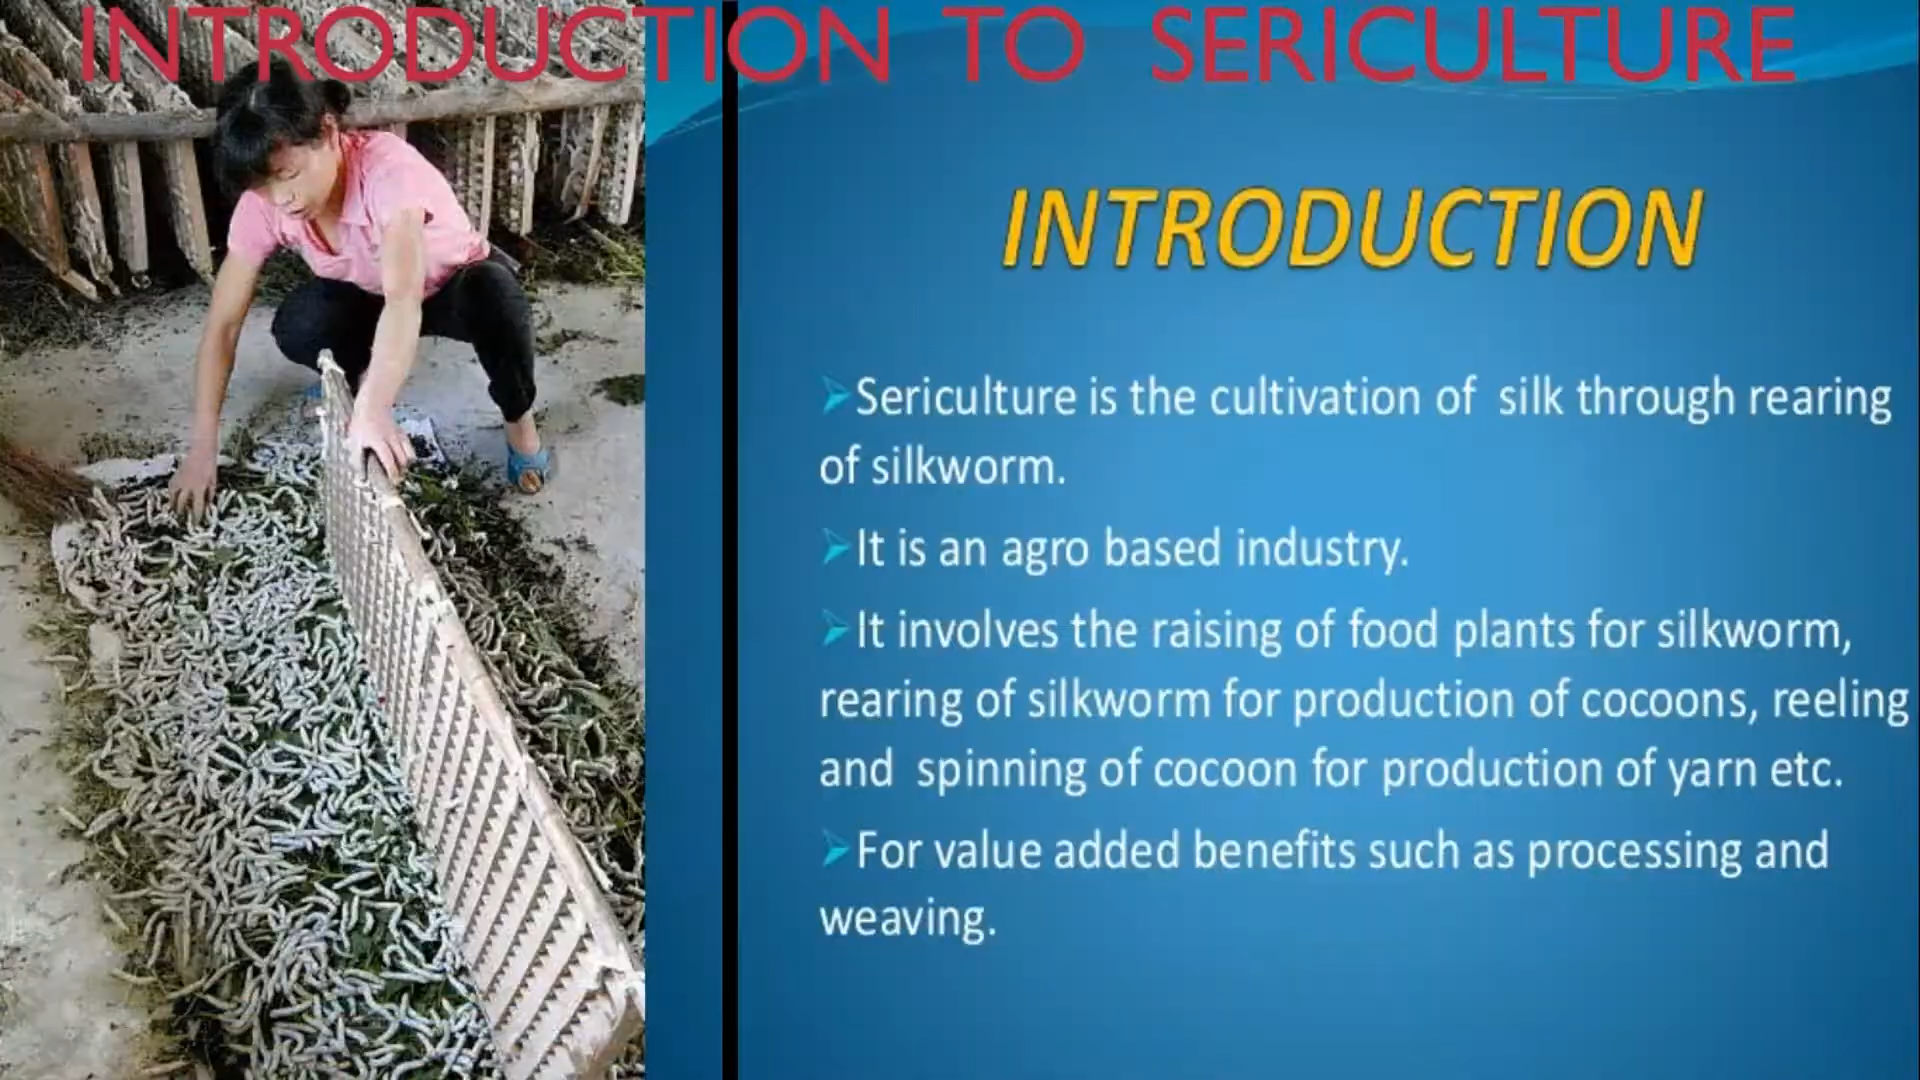 INTRODUCTION TO SERICULTURE
INTRODUCTION
➢Sericulture is the cultivation of silk through rearing
of silkworm.
➢It is an agro based industry.
➢It involves the raising of food plants for silkworm,
rearing of silkworm for production of cocoons, reeling
and spinning of cocoon for production of yarn etc.
➢For value added benefits such as processing and
weaving.